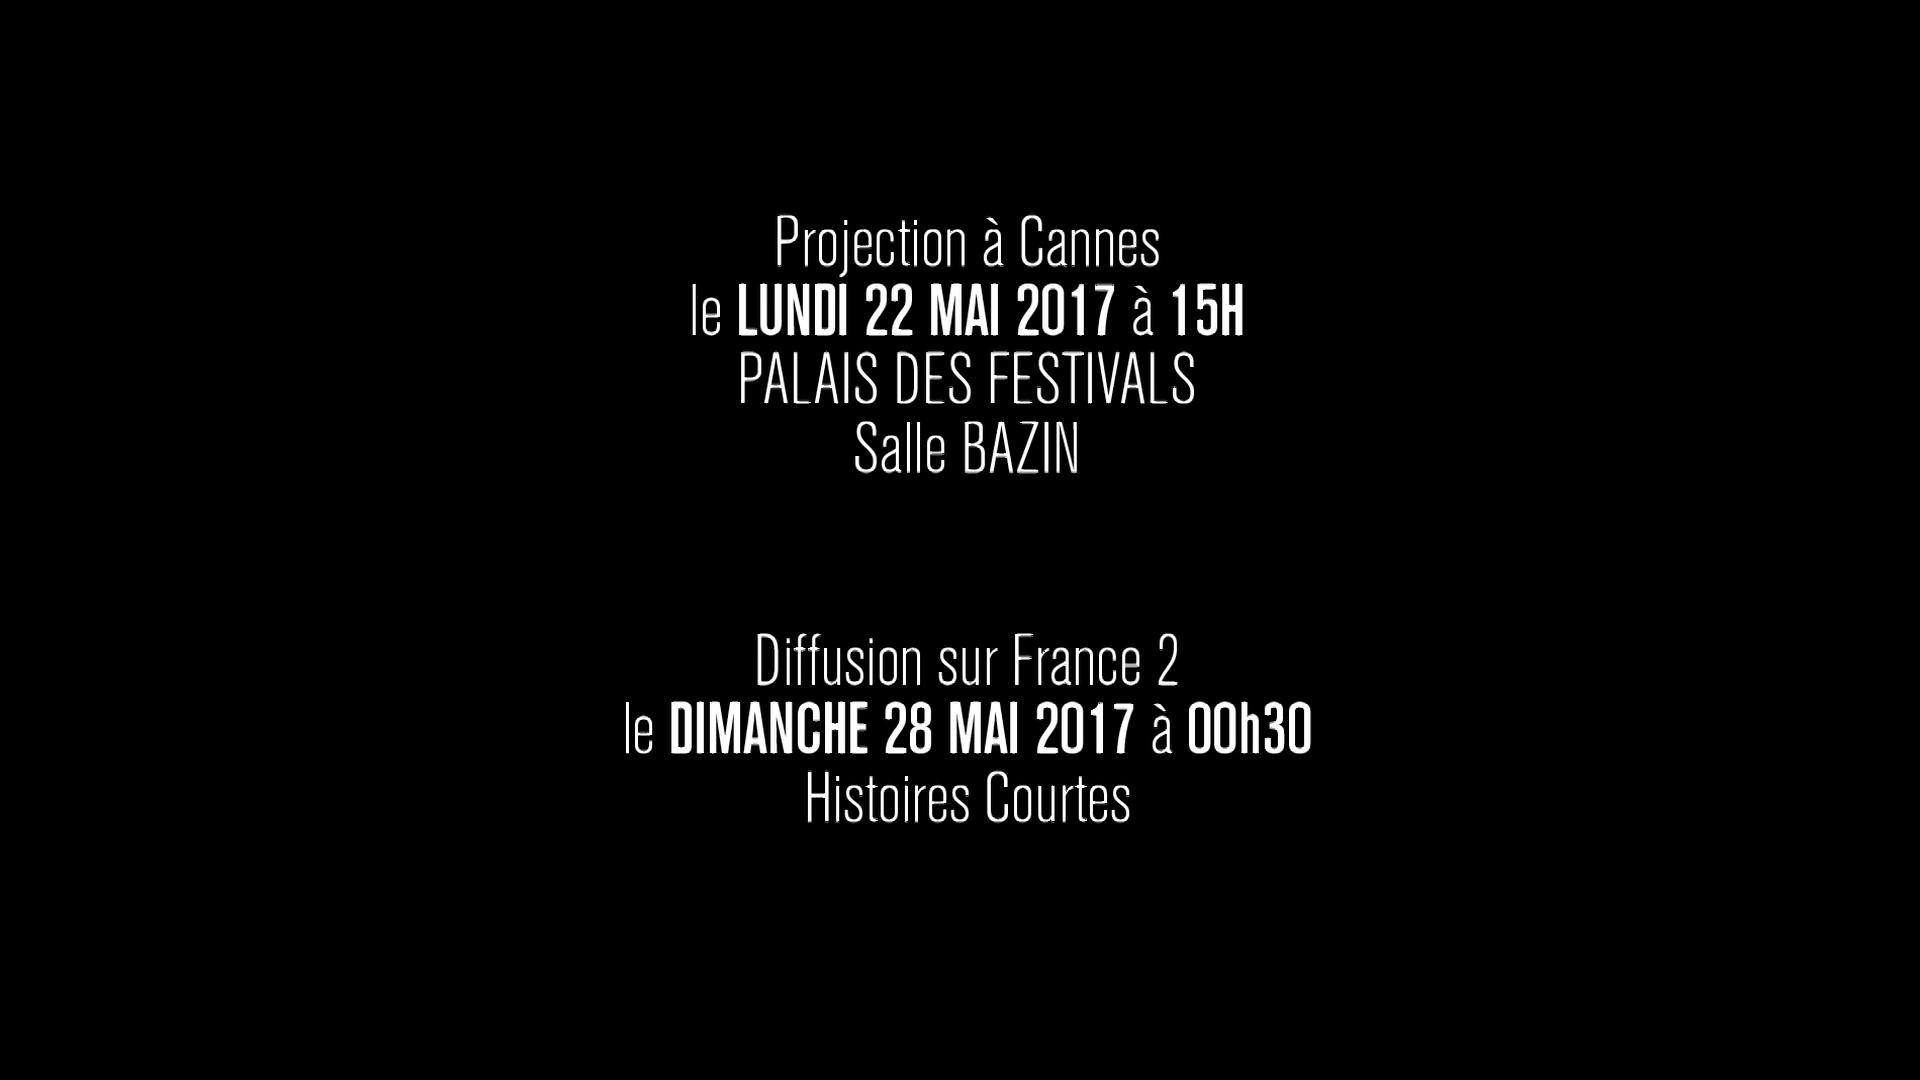 Projection à Cannes
le LUNDI 22 MAI 2017 à 15H
PALAIS DES FESTIVALS
Salle BAZIN
Diffusion sur France 2
le DIMANCHE 28 MAI 2017 à 00h30
Histoires Courtes